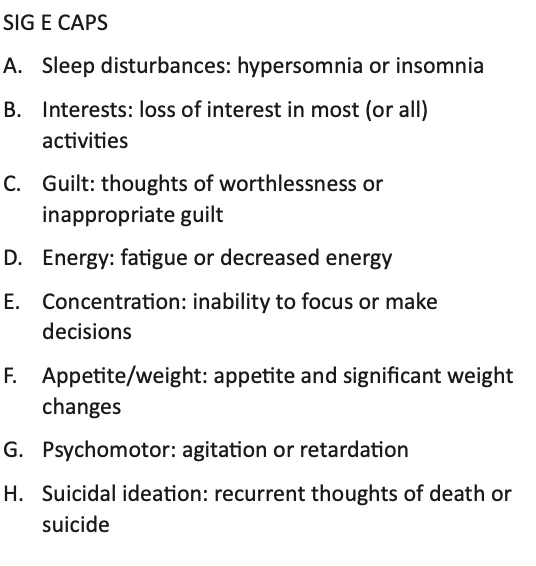 SIG E CAPS
A. Sleep disturbances: hypersomnia or insomnia
B. Interests: loss of interest in most (or all)
activities
C. Guilt: thoughts of worthlessness or
inappropriate guilt
D. Energy: fatigue or decreased energy
E. Concentration: inability to focus or make
decisions
F. Appetite/weight: appetite and significant weight
changes
G. Psychomotor: agitation or retardation
H. Suicidal ideation: recurrent thoughts of death or
suicide